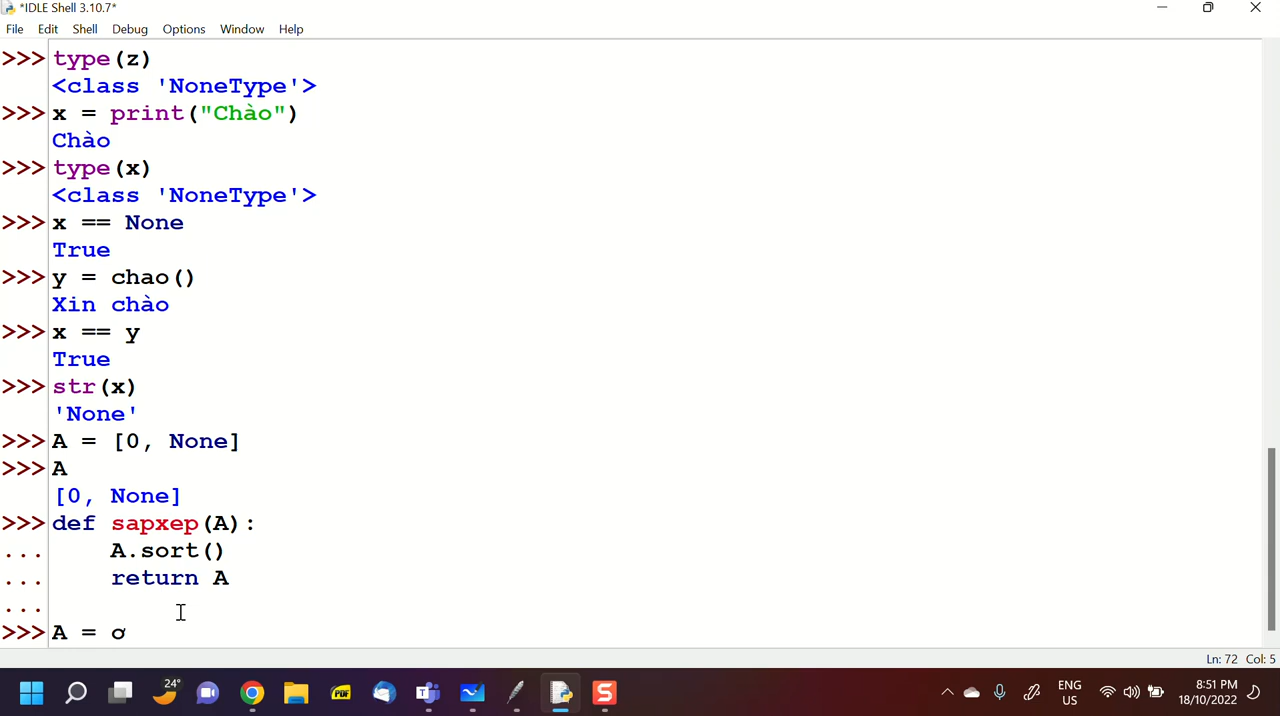 *IDLE Shell 3.10.7*
File Edit Shell Debug Options Window Help
>>> type(z)
<class 'NoneType'>
>>> x = print("Chào")
Chào
>>> type(x)
<class 'NoneType'>
>>> x == None
True
>>> y = chao()
Xin chào
>>> x == y
True
>>> str(x)
'None'
>>> A = [0, None]
>>> A
[0, None]
>>> def sapxep(A):
... A.sort()
... return A
...
>>> A = ơ
Ln: 72 Col: 5
24°
PDF
ENG
US
8:51 PM
18/10/2022